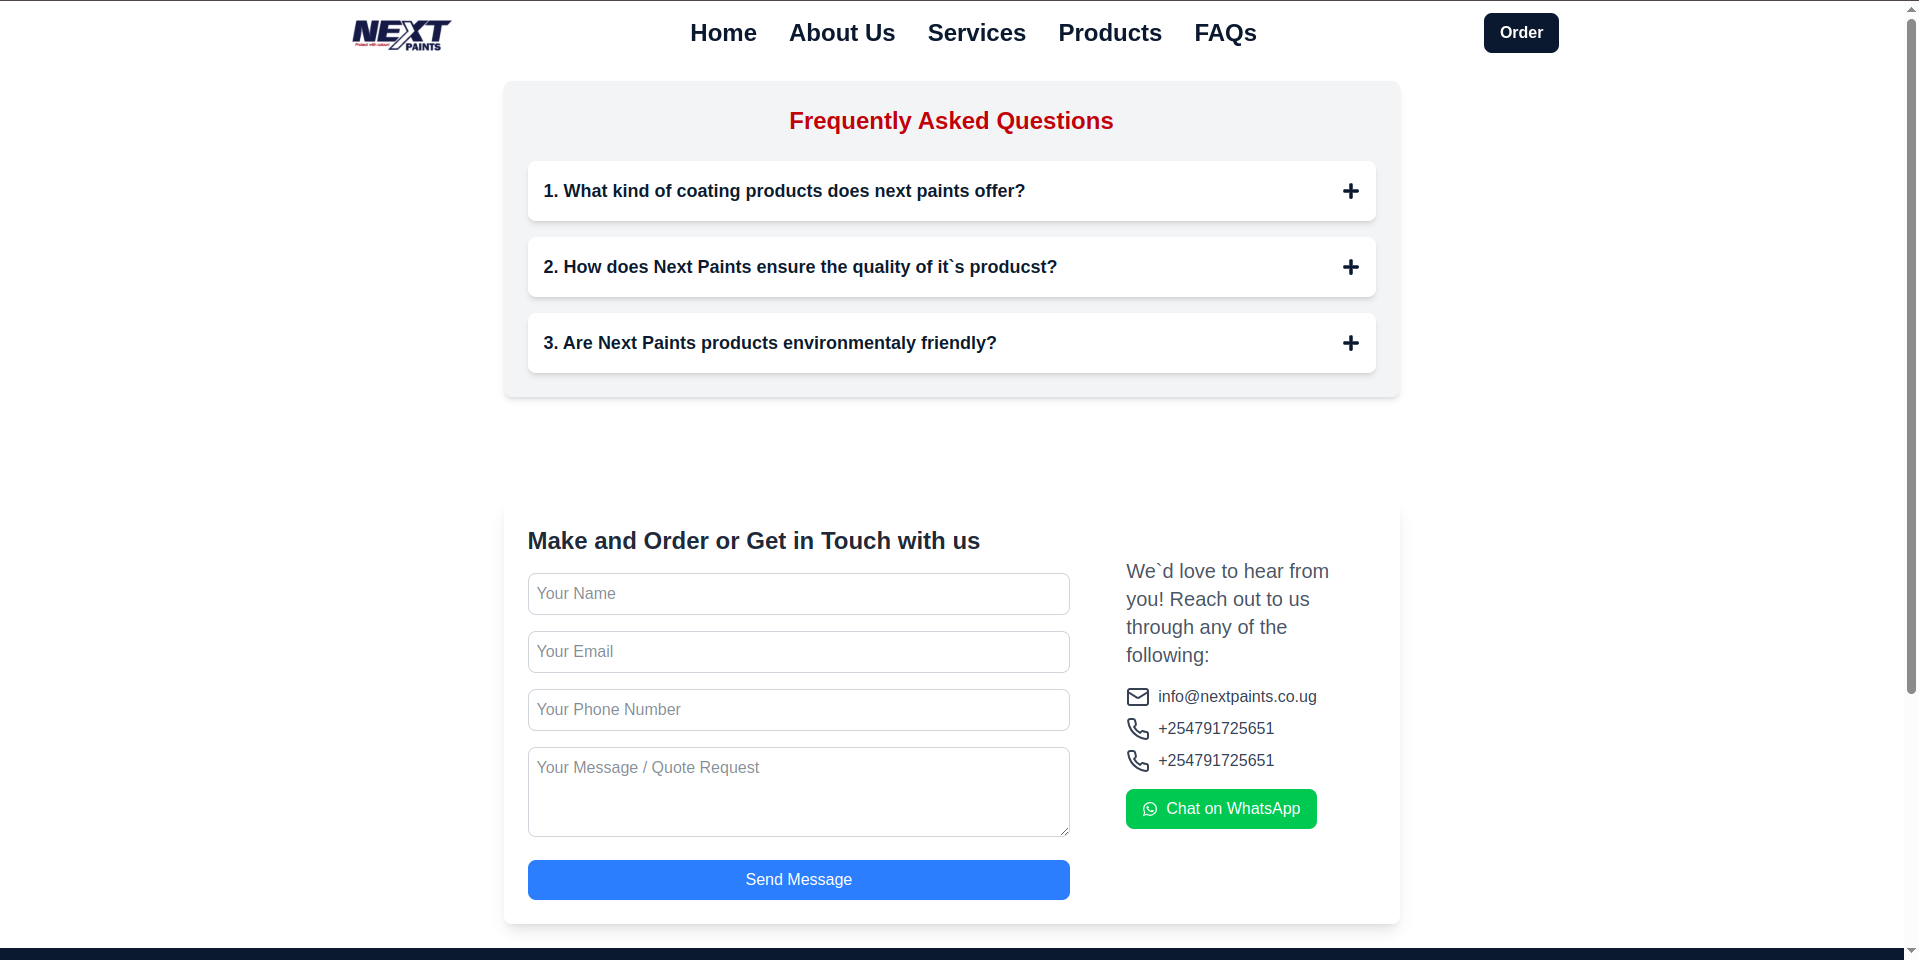 NEXT
Protect with colour
PAINTS
Home
About Us
Services
Products
FAQs
Order
Frequently Asked Questions
1. What kind of coating products does next paints offer?
2. How does Next Paints ensure the quality of it`s producst?
3. Are Next Paints products environmentaly friendly?
Make and Order or Get in Touch with us
Your Name
Your Email
Your Phone Number
Your Message / Quote Request
Send Message
We`d love to hear from
you! Reach out to us
through any of the
following:
info@nextpaints.co.ug
+254791725651
+254791725651
Chat on WhatsApp